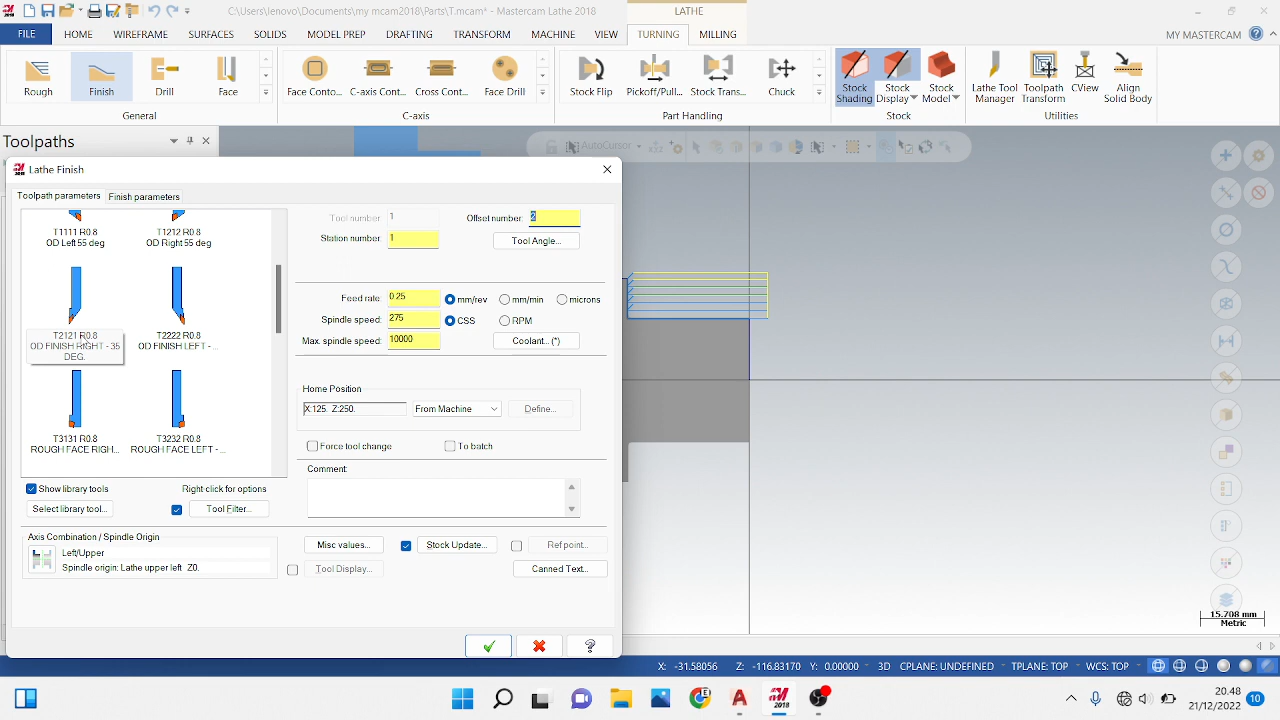 2018
C:\Users\lenovo\Documents\my mcam2018\Parts\T.mcam* - Mastercam Lathe 2018
LATHE
FILE
HOME
WIREFRAME
SURFACES
SOLIDS
MODEL PREP
DRAFTING
TRANSFORM
MACHINE
VIEW
TURNING
MILLING
MY MASTERCAM
Rough
Finish
Drill
Face
Face Conto...
C-axis Cont...
Cross Cont...
Face Drill
Stock Flip
Pickoff/Pull...
Stock Trans...
Chuck
Stock Shading
Stock Display
Stock Model
Lathe Tool Manager
Toolpath Transform
CView
Align Solid Body
General
C-axis
Part Handling
Stock
Utilities
Toolpaths
AutoCursor
Lathe Finish
Toolpath parameters
Finish parameters
T1111 R0.8
OD Left 55 deg
T1212 R0.8
OD Right 55 deg
T2121 R0.8
OD FINISH RIGHT - 35
DEG.
T2222 R0.8
OD FINISH LEFT - ...
T3131 R0.8
ROUGH FACE RIGH...
T3232 R0.8
ROUGH FACE LEFT - ...
Show library tools
Right-click for options
Select library tool...
Tool Filter...
Axis Combination / Spindle Origin
Left/Upper
Spindle origin: Lathe upper left Z0.
Tool number: 1
Offset number: 2
Station number: 1
Tool Angle...
Feed rate: 0.25
mm/rev
mm/min
microns
Spindle speed: 275
CSS
RPM
Max. spindle speed: 10000
Coolant... (*)
Home Position
X:125. Z:250.
From Machine
Define...
Force tool change
To batch
Comment:
Misc values...
Stock Update...
Ref point...
Tool Display...
Canned Text...
15.708 mm
Metric
X: -31.58056
Z: -116.83170
Y: 0.00000
3D
CPLANE: UNDEFINED
TPLANE: TOP
WCS: TOP
2018
20.48
21/12/2022
10